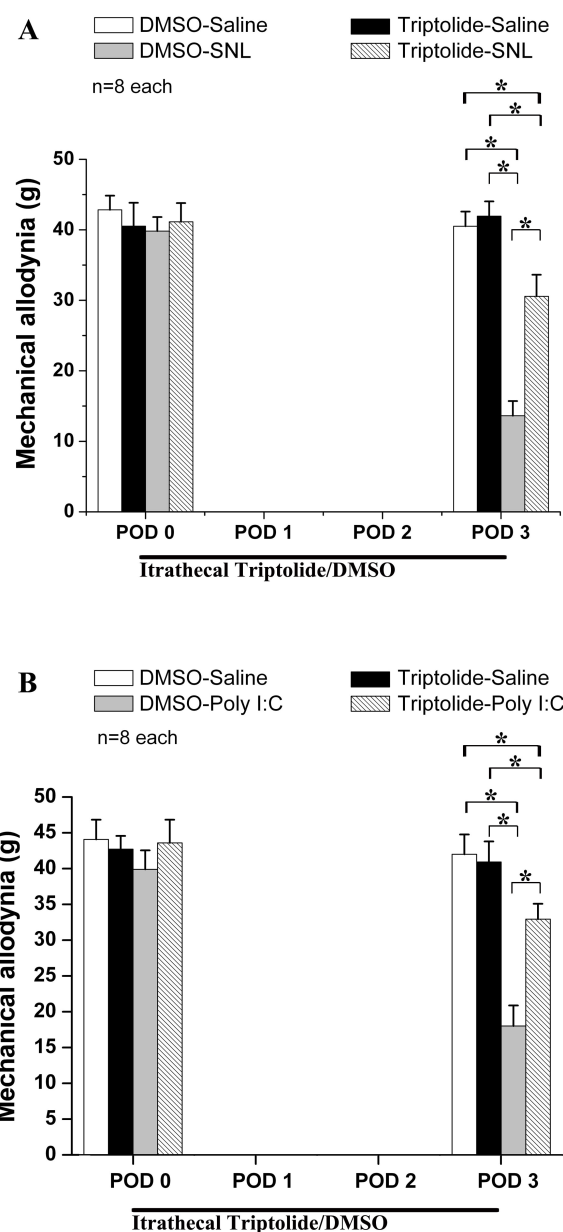 A
DMSO-Saline Triptolide-Saline
DMSO-SNL Triptolide-SNL
n=8 each
* 
*
*
*
*
Mechanical allodynia (g)
50
40
30
20
10
0
POD 0 POD 1 POD 2 POD 3
Itrathecal Triptolide/DMSO
B
DMSO-Saline Triptolide-Saline
DMSO-Poly I:C Triptolide-Poly I:C
n=8 each
*
*
*
*
*
Mechanical allodynia (g)
50
45
40
35
30
25
20
15
10
5
0
POD 0 POD 1 POD 2 POD 3
Itrathecal Triptolide/DMSO